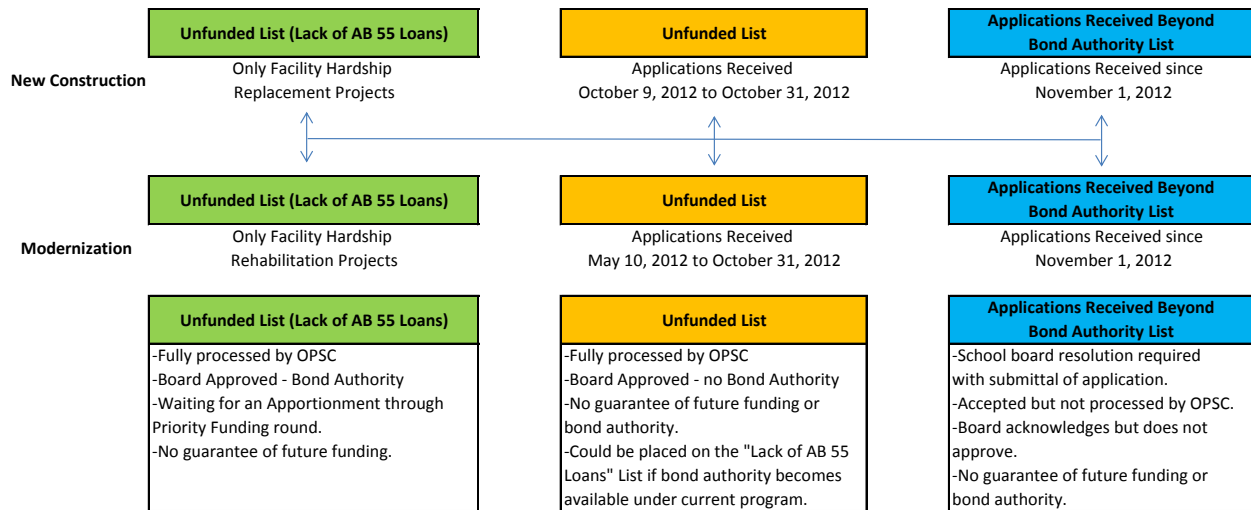 Unfunded List (Lack of AB 55 Loans)
Unfunded List
Applications Received Beyond
Bond Authority List
New Construction
Only Facility Hardship
Replacement Projects
Applications Received
October 9, 2012 to October 31, 2012
Applications Received since
November 1, 2012
Unfunded List (Lack of AB 55 Loans)
Unfunded List
Applications Received Beyond
Bond Authority List
Modernization
Only Facility Hardship
Rehabilitation Projects
Applications Received
May 10, 2012 to October 31, 2012
Applications Received since
November 1, 2012
Unfunded List (Lack of AB 55 Loans)
-Fully processed by OPSC
-Board Approved - Bond Authority
-Waiting for an Apportionment through
Priority Funding round.
-No guarantee of future funding.
Unfunded List
-Fully processed by OPSC
-Board Approved - no Bond Authority
-No guarantee of future funding or
bond authority.
-Could be placed on the "Lack of AB 55
Loans" List if bond authority becomes
available under current program.
Applications Received Beyond
Bond Authority List
-School board resolution required
with submittal of application.
-Accepted but not processed by OPSC.
-Board acknowledges but does not
approve.
-No guarantee of future funding or
bond authority.